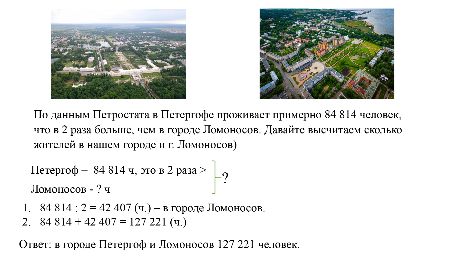 По данным Петростата в Петергофе проживает примерно 84 814 человек,
что в 2 раза больше, чем в городе Ломоносов. Давайте высчитаем сколько
жителей в нашем городе и г. Ломоносов)
Петергоф – 84 814 ч, это в 2 раза >
?
Ломоносов - ? ч
1. 84 814 : 2 = 42 407 (ч.) – в городе Ломоносов.
2. 84 814 + 42 407 = 127 221 (ч.)
Ответ: в городе Петергоф и Ломоносов 127 221 человек.